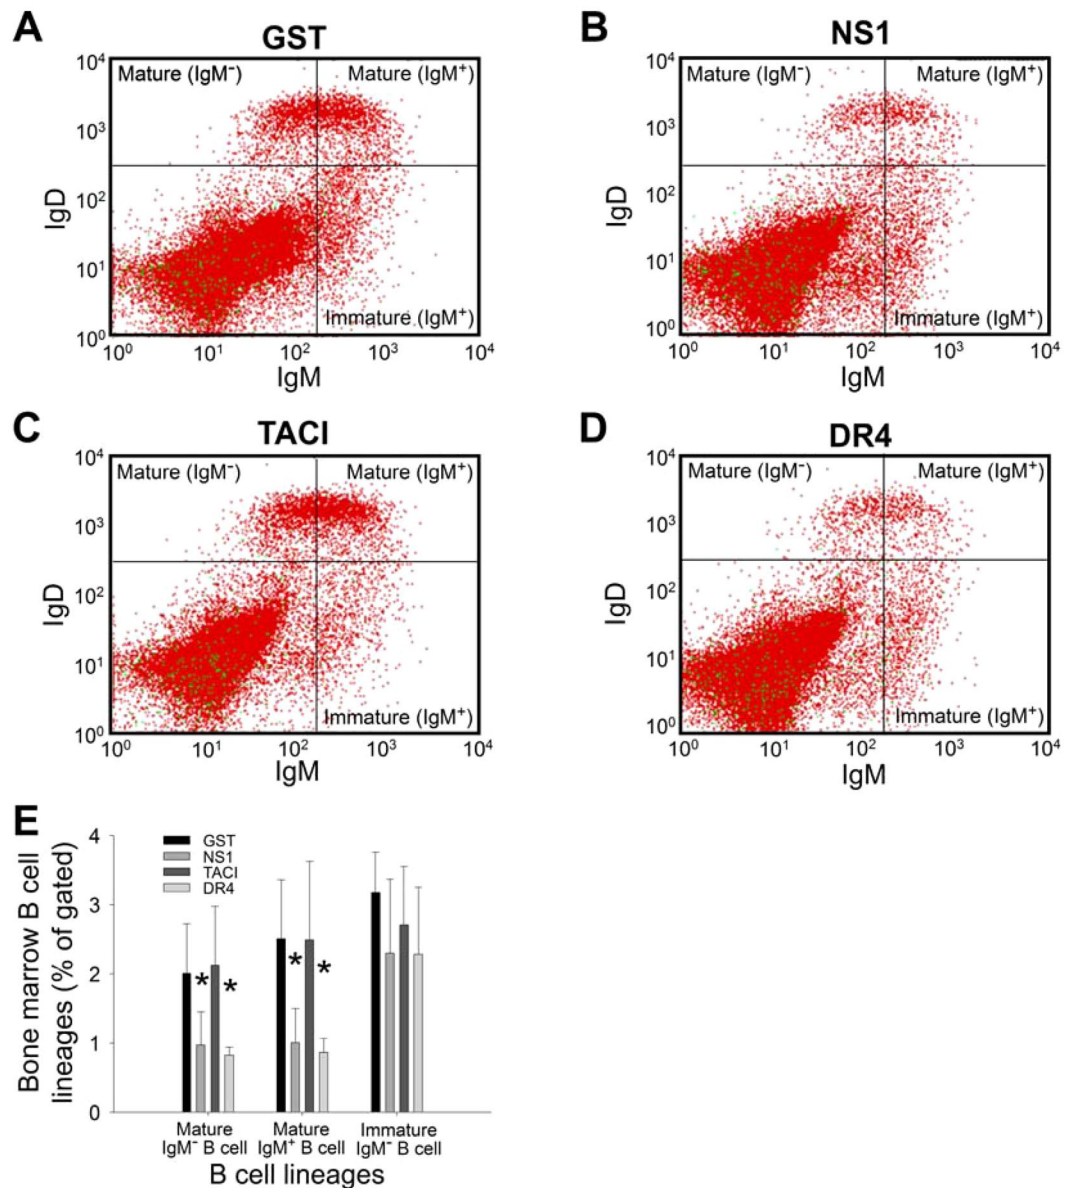 A
GST
Mature (IgM⁻) Mature (IgM⁺)
10⁴
10³
10²
10¹
10⁰
IgD
Immature (IgM⁺)
10⁰ 10¹ 10² 10³ 10⁴
IgM
B
NS1
Mature (IgM⁻) Mature (IgM⁺)
10⁴
10³
10²
10¹
10⁰
IgD
Immature (IgM⁺)
10⁰ 10¹ 10² 10³ 10⁴
IgM
C
TACI
Mature (IgM⁻) Mature (IgM⁺)
10⁴
10³
10²
10¹
10⁰
IgD
Immature (IgM⁺)
10⁰ 10¹ 10² 10³ 10⁴
IgM
D
DR4
Mature (IgM⁻) Mature (IgM⁺)
10⁴
10³
10²
10¹
10⁰
IgD
Immature (IgM⁺)
10⁰ 10¹ 10² 10³ 10⁴
IgM
E
Bone marrow B cell
lineages (% of gated)
4
3
2
1
0
GST
NS1
TACI
DR4
* *
* *
Mature
IgM⁻ B cell
Mature
IgM⁺ B cell
Immature
IgM⁻ B cell
B cell lineages